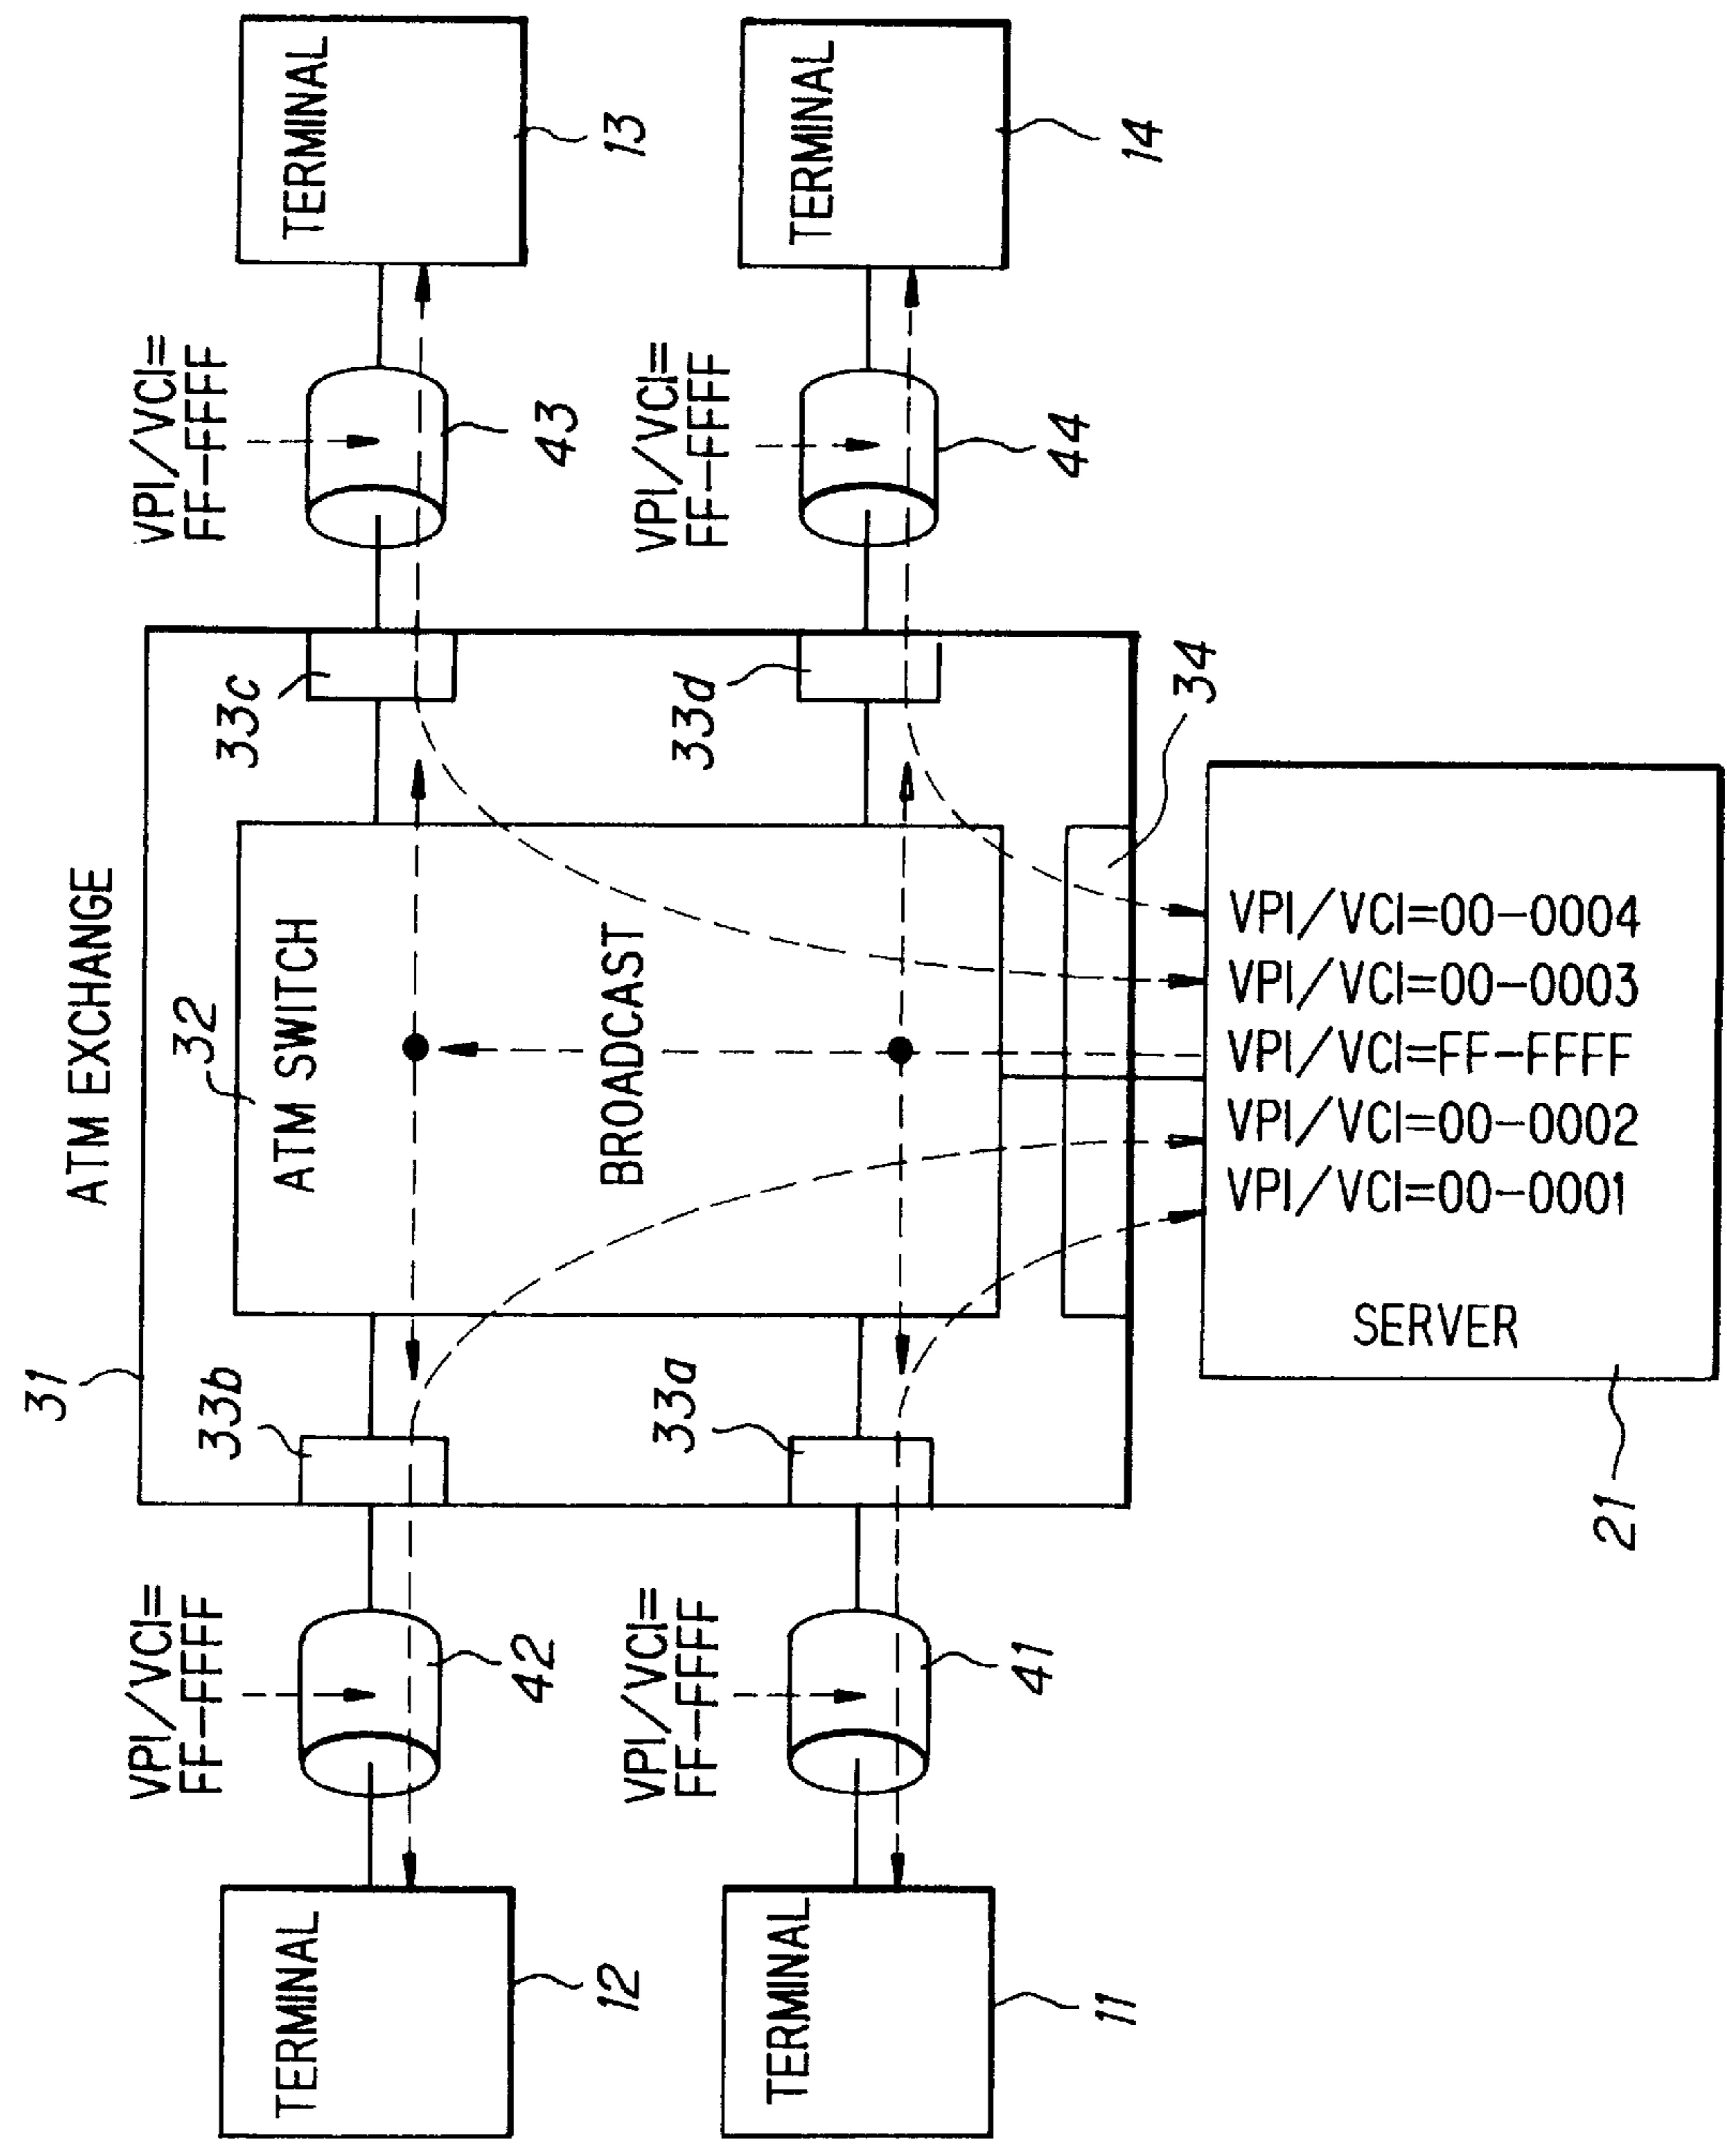 ATM EXCHANGE
31
32
ATM SWITCH
BROADCAST
33b
33c
33a
33d
34
VPI/VCI=
FF-FFFF
42
TERMINAL
12
VPI/VCI=
FF-FFFF
43
TERMINAL
13
VPI/VCI=
FF-FFFF
41
TERMINAL
11
VPI/VCI=
FF-FFFF
44
TERMINAL
14
VPI/VCI=00-0004
VPI/VCI=00-0003
VPI/VCI=FF-FFFF
VPI/VCI=00-0002
VPI/VCI=00-0001
SERVER
21